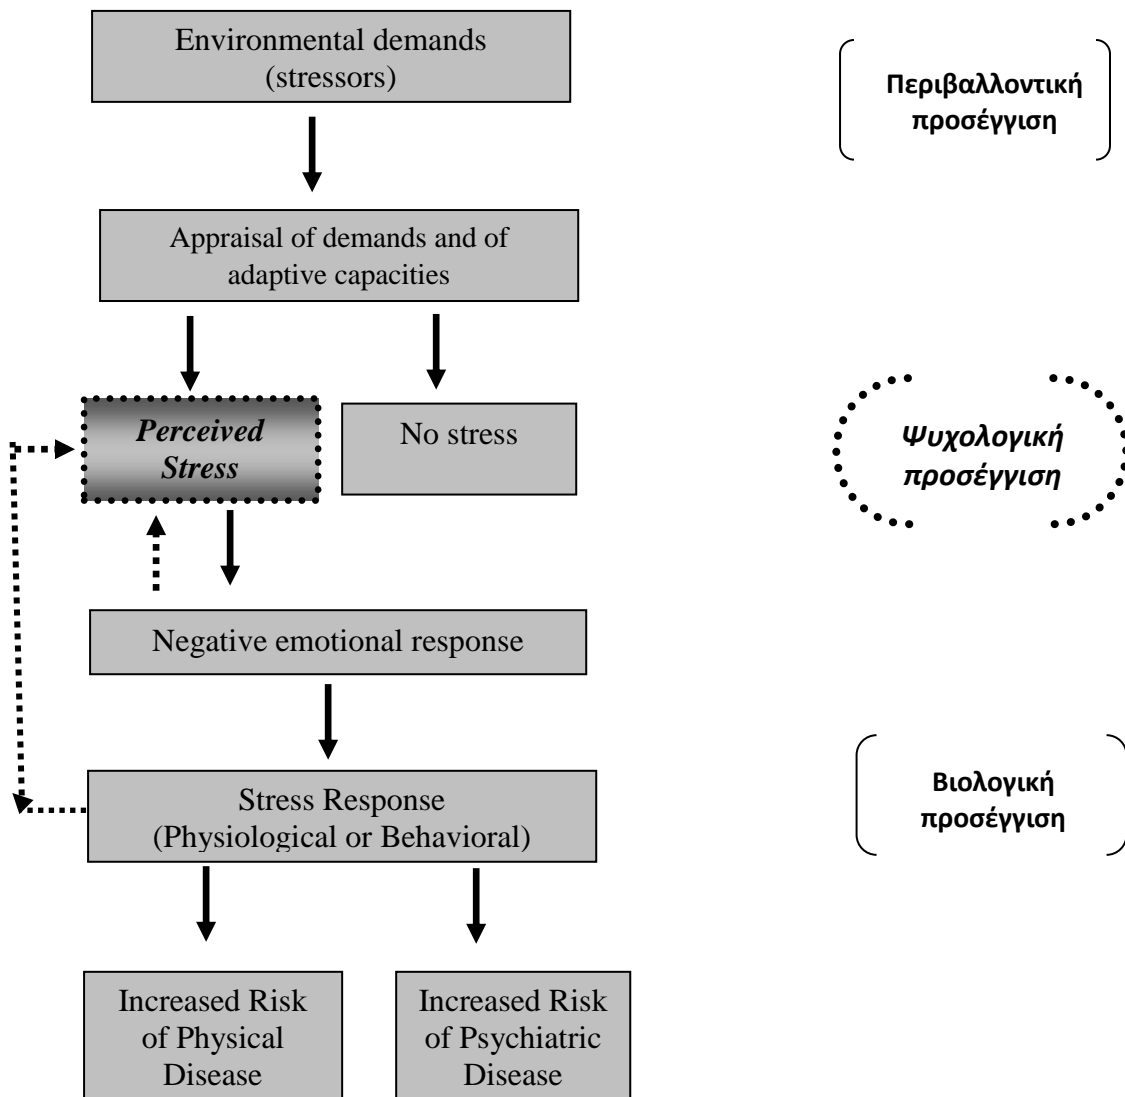 Environmental demands
(stressors)
Περιβαλλοντική
προσέγγιση
Appraisal of demands and of
adaptive capacities
Perceived
Stress
No stress
Ψυχολογική
προσέγγιση
Negative emotional response
Stress Response
(Physiological or Behavioral)
Βιολογική
προσέγγιση
Increased Risk
of Physical
Disease
Increased Risk
of Psychiatric
Disease